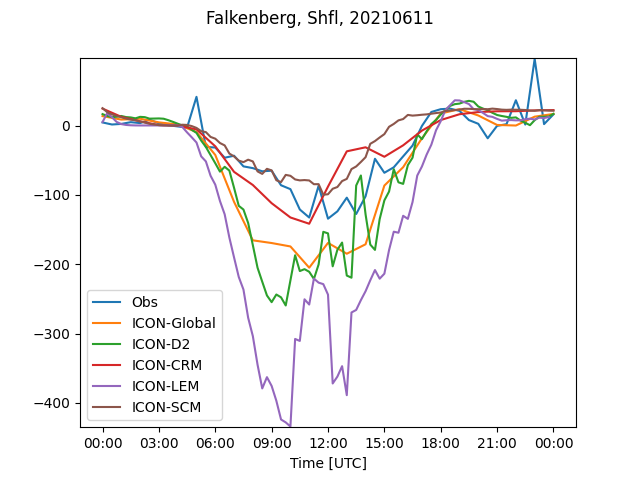 Falkenberg, Shfl, 20210611
0
−100
−200
−300
−400
Obs
ICON-Global
ICON-D2
ICON-CRM
ICON-LEM
ICON-SCM
00:00 03:00 06:00 09:00 12:00 15:00 18:00 21:00 00:00
Time [UTC]